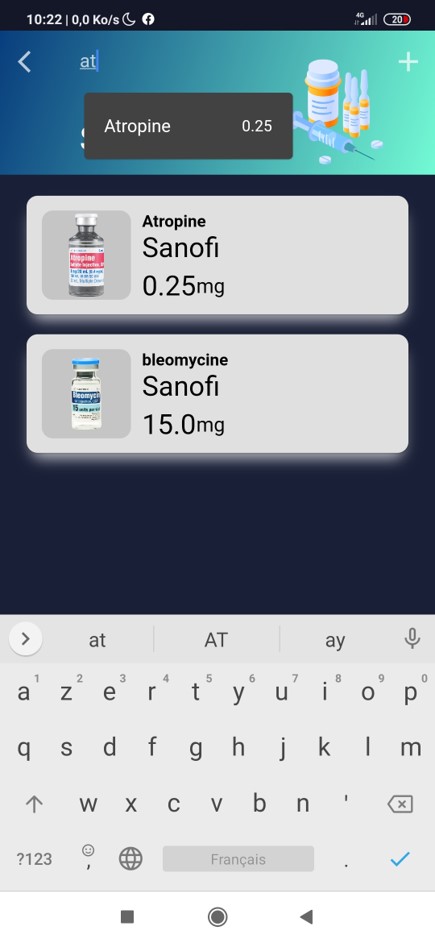 10:22 | 0,0 Ko/s 4G 20
at
Atropine 0.25
Atropine
Sanofi
0.25mg
Atropine
bleomycine
Sanofi
15.0mg
Bleomyci
at AT ay
a1 z2 e3 r4 t5 y6 u7 i8 o9 p0
q s d f g h j k l m
w x c v b n '
?123 , Français .